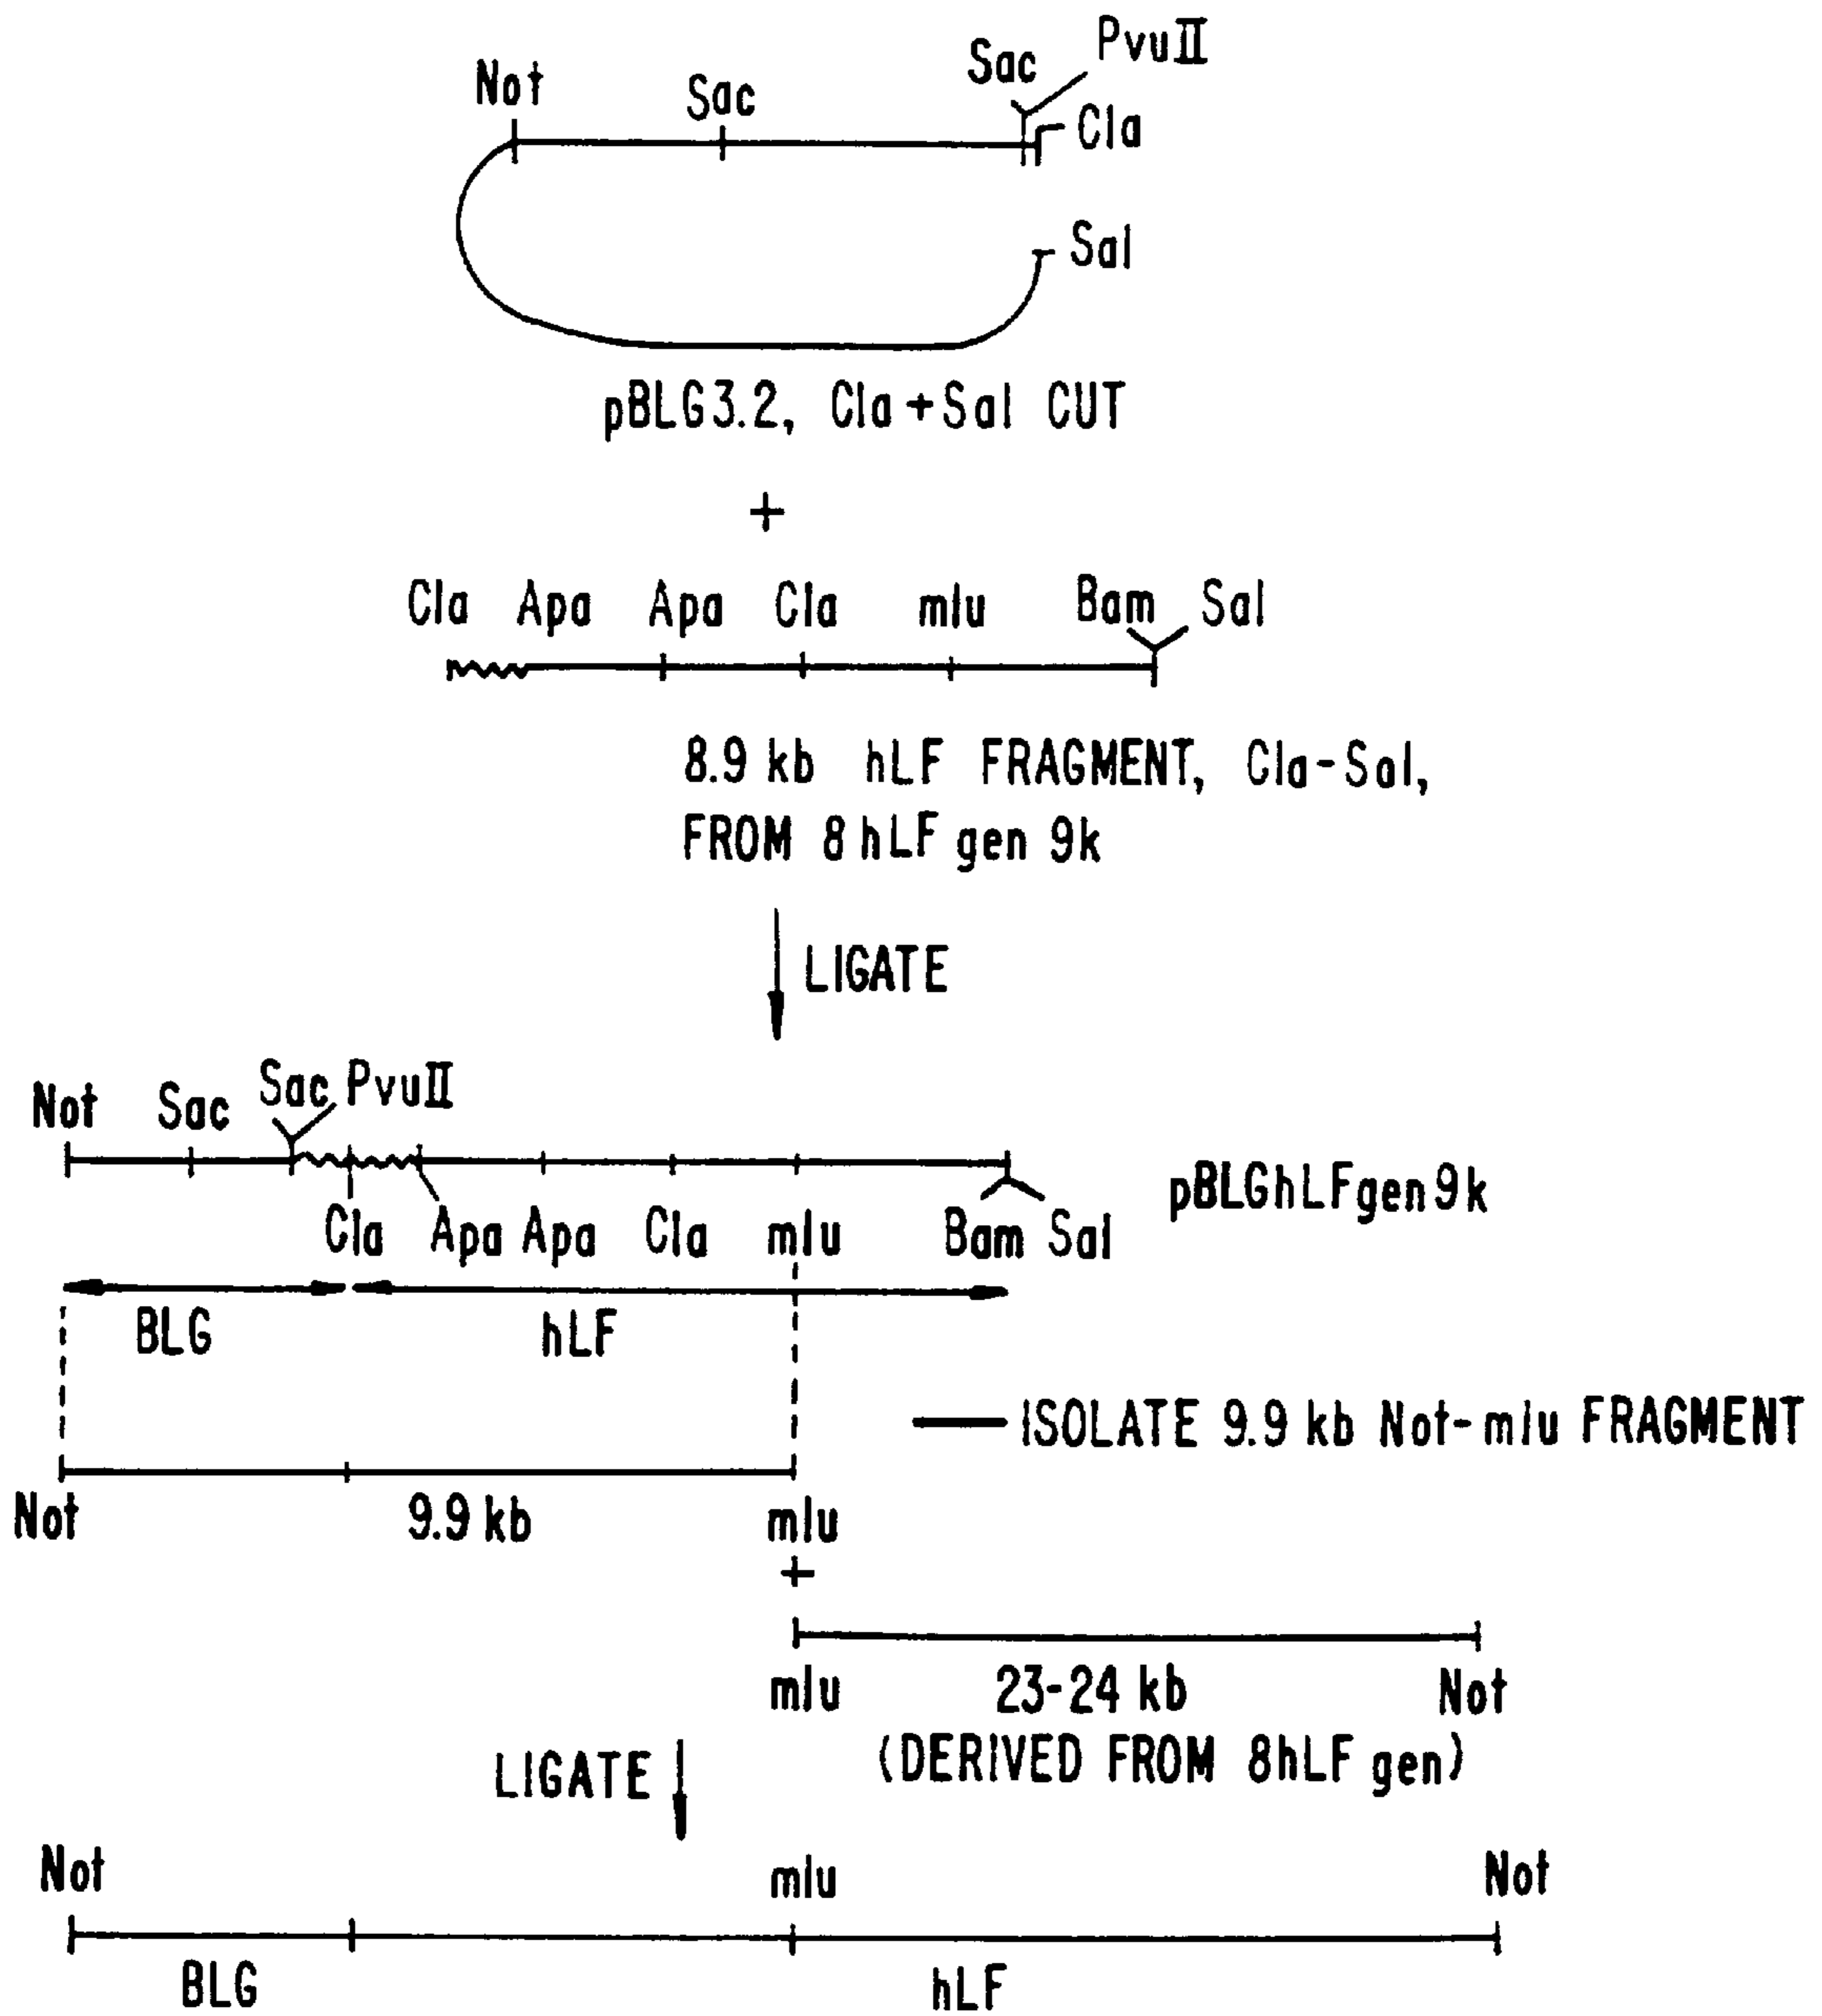 Not Sac Sac PvuII
Cla
Sal
pBLG3.2, Cla+Sal CUT
+
Cla Apa Apa Cla mlu Bam Sal
8.9 kb hLF FRAGMENT, Cla-Sal,
FROM 8hLF gen 9k
LIGATE
Not Sac Sac PvuII
pBLGhLFgen9k
Cla Apa Apa Cla mlu Bam Sal
BLG hLF
ISOLATE 9.9 kb Not-mlu FRAGMENT
Not 9.9 kb mlu
+
mlu 23-24 kb Not
(DERIVED FROM 8hLF gen)
LIGATE
Not mlu Not
BLG hLF